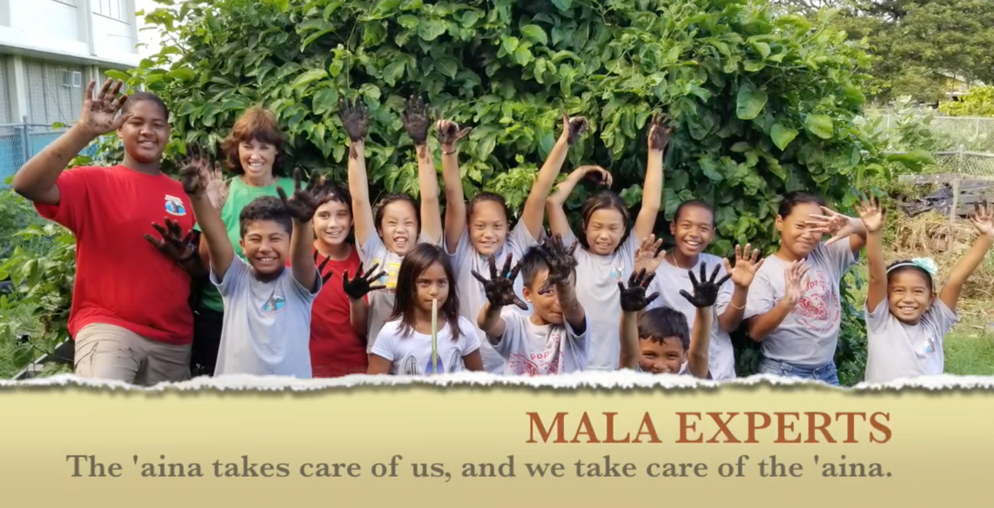 MALA EXPERTS
The 'aina takes care of us, and we take care of the 'aina.